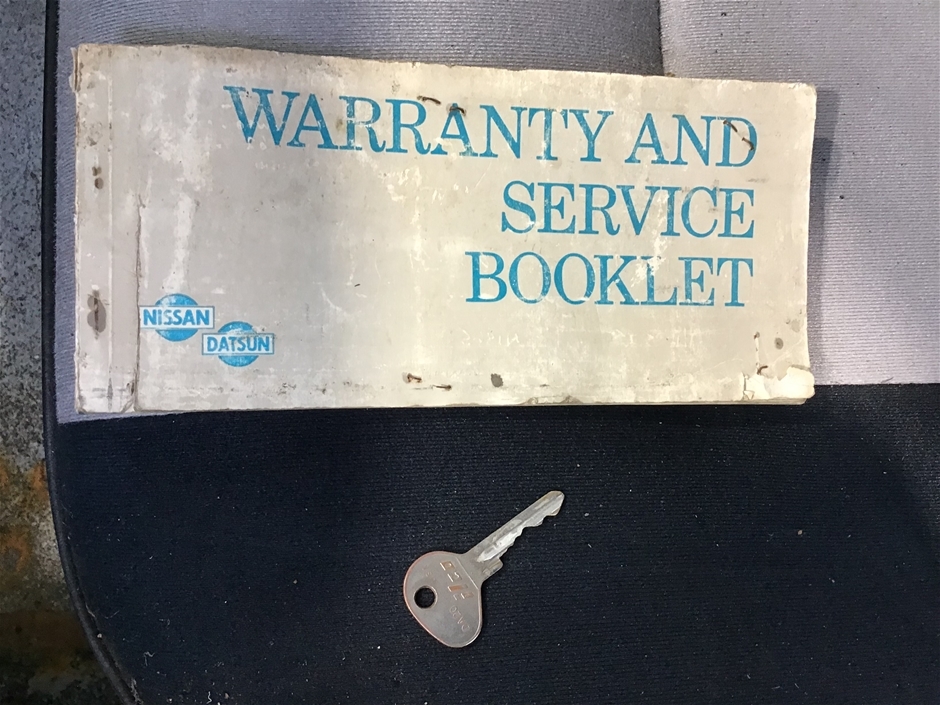 WARRANTY AND
SERVICE
BOOKLET
NISSAN
DATSUN